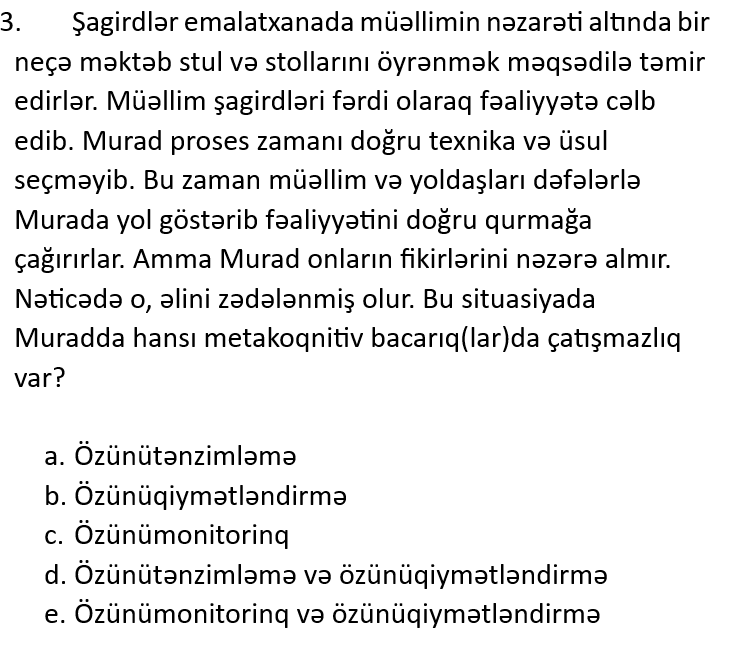 3. Şagirdlər emalatxanada müəllimin nəzarəti altında bir
neçə məktəb stul və stollarını öyrənmək məqsədilə təmir
edirlər. Müəllim şagirdləri fərdi olaraq fəaliyyətə cəlb
edib. Murad proses zamanı doğru texnika və üsul
seçməyib. Bu zaman müəllim və yoldaşları dəfələrlə
Murada yol göstərib fəaliyyətini doğru qurmağa
çağırırlar. Amma Murad onların fikirlərini nəzərə almır.
Nəticədə o, əlini zədələnmiş olur. Bu situasiyada
Muradda hansı metakoqnitiv bacarıq(lar)da çatışmazlıq
var?
a. Özünütənzimləmə
b. Özünüqiymətləndirmə
c. Özünümonitorinq
d. Özünütənzimləmə və özünüqiymətləndirmə
e. Özünümonitorinq və özünüqiymətləndirmə